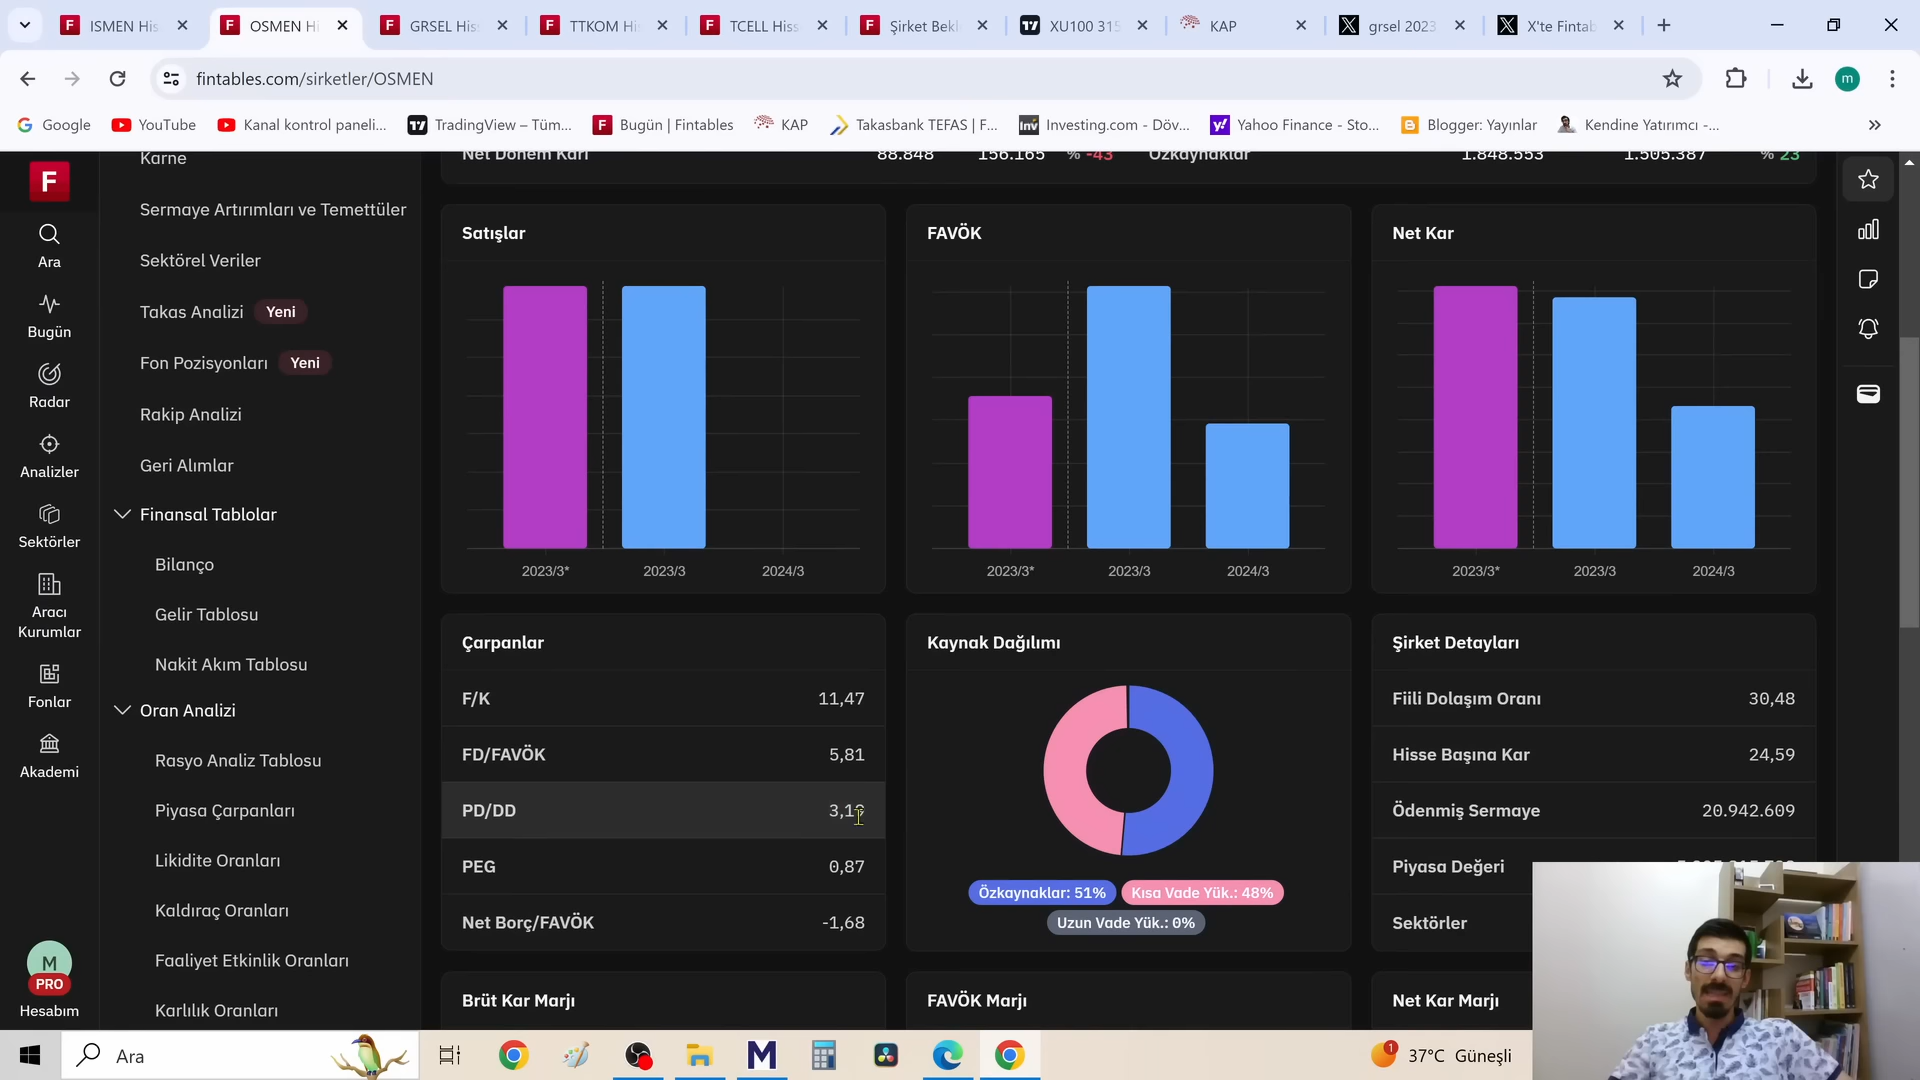 ISMEN His
OSMEN Hi
GRSEL His
TTKOM Hi
TCELL Hiss
Şirket Bekl
XU100 315
KAP
grsel 2023
X'te Fintab
fintables.com/sirketler/OSMEN
m
Google
YouTube
Kanal kontrol paneli...
TradingView – Tüm...
Bugün | Fintables
KAP
Takasbank TEFAS | F...
Investing.com - Döv...
Yahoo Finance - Sto...
Blogger: Yayınlar
Kendine Yatırımcı -...
F
Ara
Bugün
Radar
Analizler
Sektörler
Aracı
Kurumlar
Fonlar
Akademi
M
PRO
Hesabım
Karne
Sermaye Artırımları ve Temettüler
Sektörel Veriler
Takas Analizi Yeni
Fon Pozisyonları Yeni
Rakip Analizi
Geri Alımlar
Finansal Tablolar
Bilanço
Gelir Tablosu
Nakit Akım Tablosu
Oran Analizi
Rasyo Analiz Tablosu
Piyasa Çarpanları
Likidite Oranları
Kaldıraç Oranları
Faaliyet Etkinlik Oranları
Karlılık Oranları
Net Dönem Karı 88.848 156.165 % -43 Özkaynaklar 1.848.553 1.505.387 % 23
Satışlar
2023/3* 2023/3 2024/3
FAVÖK
2023/3* 2023/3 2024/3
Net Kar
2023/3* 2023/3 2024/3
Çarpanlar
F/K 11,47
FD/FAVÖK 5,81
PD/DD
PEG 0,87
Net Borç/FAVÖK -1,68
Kaynak Dağılımı
Özkaynaklar: 51% Kısa Vade Yük.: 48%
Uzun Vade Yük.: 0%
Şirket Detayları
Fiili Dolaşım Oranı 30,48
Hisse Başına Kar 24,59
Ödenmiş Sermaye 20.942.609
Piyasa Değeri
Sektörler
Brüt Kar Marjı
FAVÖK Marjı
Net Kar Marjı
Ara
1
37°C Güneşli